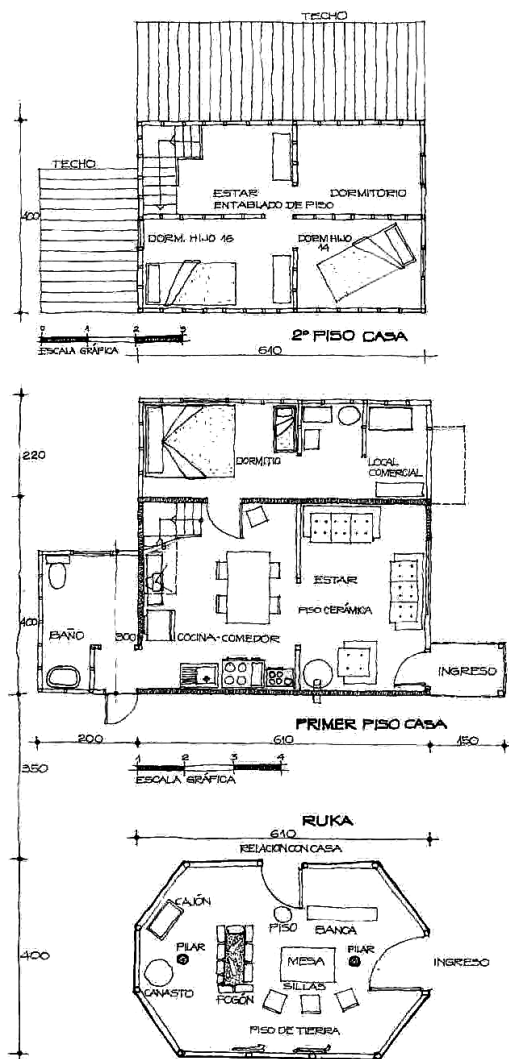 TECHO
TECHO
ESTAR
ENTABLADO DE PISO
DORMITORIO
400
DORM. HIJO 16
DORM HIJO
14
0 1 2 3
ESCALA GRÁFICA
2º PISO CASA
610
220
DORMITIO
LOCAL
COMERCIAL
ESTAR
PISO CERÁMICA
400
BAÑO
300
COCINA-COMEDOR
INGRESO
PRIMER PISO CASA
200
610
150
350
1 2 3 4
ESCALA GRÁFICA
RUKA
610
RELACION CON CASA
CAJÓN
PISO
BANCA
PILAR
MESA
PILAR
INGRESO
400
CANASTO
FOGÓN
SILLAS
PISO DE TIERRA